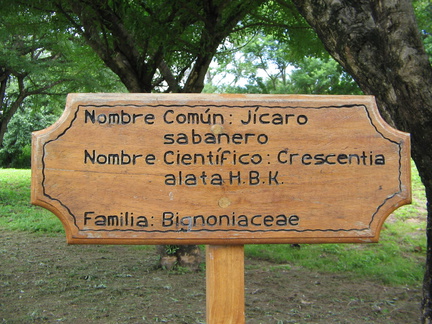 Nombre Común: Jícaro
sabanero
Nombre Científico: Crescentia
alata H.B.K.
Familia: Bignoniaceae